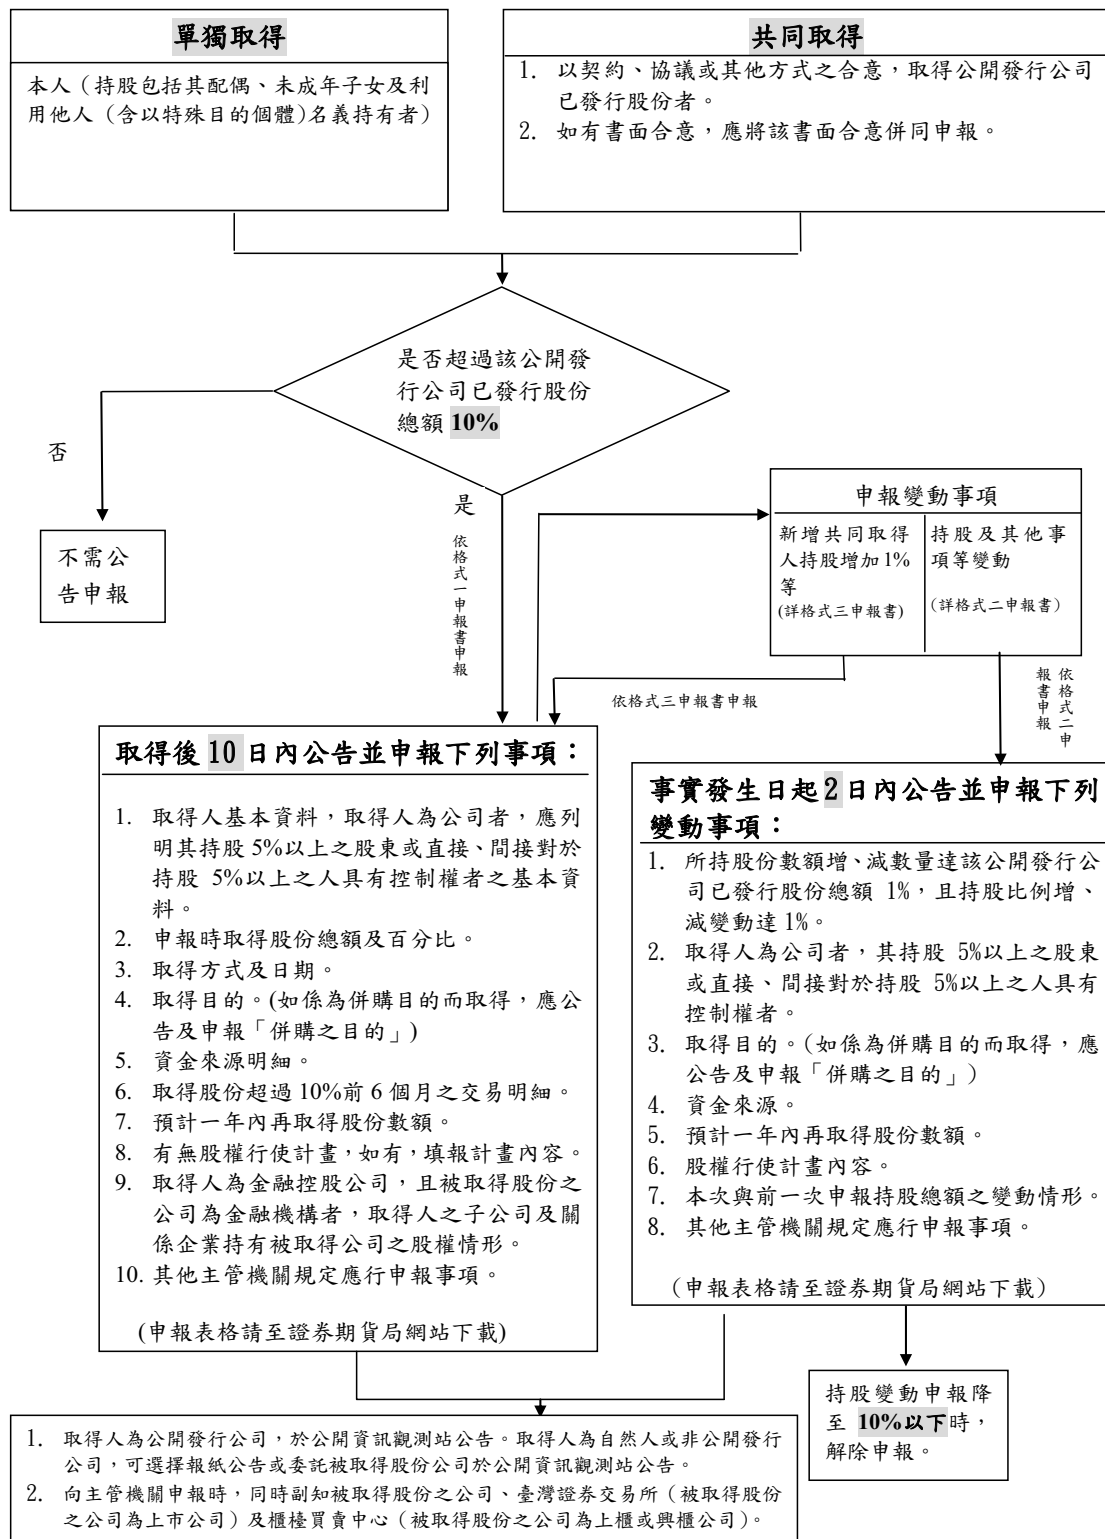 單獨取得
本人（持股包括其配偶、未成年子女及利
用他人（含以特殊目的個體)名義持有者）
共同取得
1. 以契約、協議或其他方式之合意，取得公開發行公司
已發行股份者。
2. 如有書面合意，應將該書面合意併同申報。
是否超過該公開發
行公司已發行股份
總額 10%
否
是
不需公
告申報
依格式一申報書申報
申報變動事項
新增共同取得
人持股增加1%
等
(詳格式三申報書)
持股及其他事
項等變動
（詳格式二申報書）
依格式三申報書申報
依格式二申
報書申報
取得後 10 日內公告並申報下列事項：
1. 取得人基本資料，取得人為公司者，應列
明其持股 5%以上之股東或直接、間接對於
持股 5%以上之人具有控制權者之基本資
料。
2. 申報時取得股份總額及百分比。
3. 取得方式及日期。
4. 取得目的。(如係為併購目的而取得，應公
告及申報「併購之目的」)
5. 資金來源明細。
6. 取得股份超過 10%前 6 個月之交易明細。
7. 預計一年內再取得股份數額。
8. 有無股權行使計畫，如有，填報計畫內容。
9. 取得人為金融控股公司，且被取得股份之
公司為金融機構者，取得人之子公司及關
係企業持有被取得公司之股權情形。
10. 其他主管機關規定應行申報事項。
(申報表格請至證券期貨局網站下載)
事實發生日起 2 日內公告並申報下列
變動事項：
1. 所持股份數額增、減數量達該公開發行公
司已發行股份總額 1%，且持股比例增、
減變動達 1%。
2. 取得人為公司者，其持股 5%以上之股東
或直接、間接對於持股 5%以上之人具有
控制權者。
3. 取得目的。(如係為併購目的而取得，應
公告及申報「併購之目的」)
4. 資金來源。
5. 預計一年內再取得股份數額。
6. 股權行使計畫內容。
7. 本次與前一次申報持股總額之變動情形。
8. 其他主管機關規定應行申報事項。
（申報表格請至證券期貨局網站下載）
持股變動申報降
至 10%以下時，
解除申報。
1. 取得人為公開發行公司，於公開資訊觀測站公告。取得人為自然人或非公開發行
公司，可選擇報紙公告或委託被取得股份公司於公開資訊觀測站公告。
2. 向主管機關申報時，同時副知被取得股份之公司、臺灣證券交易所（被取得股份
之公司為上市公司）及櫃檯買賣中心（被取得股份之公司為上櫃或興櫃公司）。